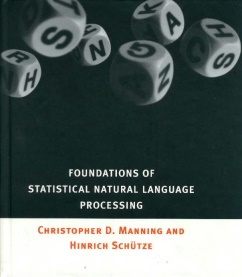 S
K
A
R
H
S
N
Z
G
A
N
K
FOUNDATIONS OF
STATISTICAL NATURAL LANGUAGE
PROCESSING
CHRISTOPHER D. MANNING AND
HINRICH SCHÜTZE